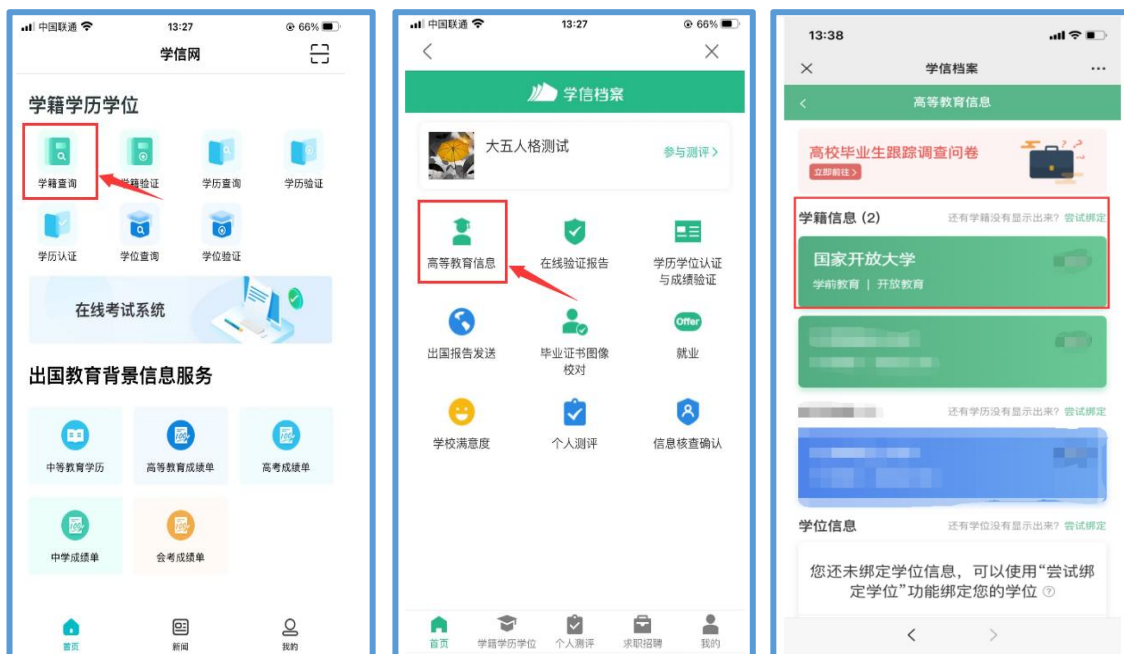 中国联通
13:27
66%
学信网
学籍学历学位
学籍查询
学籍验证
学历查询
学历验证
学历认证
学位查询
学位验证
在线考试系统
出国教育背景信息服务
中等教育学历
高等教育成绩单
高考成绩单
中学成绩单
会考成绩单
首页
新闻
我的
中国联通
13:27
66%
学信档案
大五人格测试
参与测评
高等教育信息
在线验证报告
学历学位认证
与成绩验证
Offer
出国报告发送
毕业证书图像
校对
就业
学校满意度
个人测评
信息核查确认
首页
学籍学历学位
个人测评
求职招聘
我的
13:38
学信档案
高等教育信息
高校毕业生跟踪调查问卷
立即前往
学籍信息 (2)
还有学籍没有显示出来? 尝试绑定
国家开放大学
学前教育 | 开放教育
还有学历没有显示出来? 尝试绑定
学位信息
还有学位没有显示出来? 尝试绑定
您还未绑定学位信息，可以使用“尝试绑
定学位”功能绑定您的学位